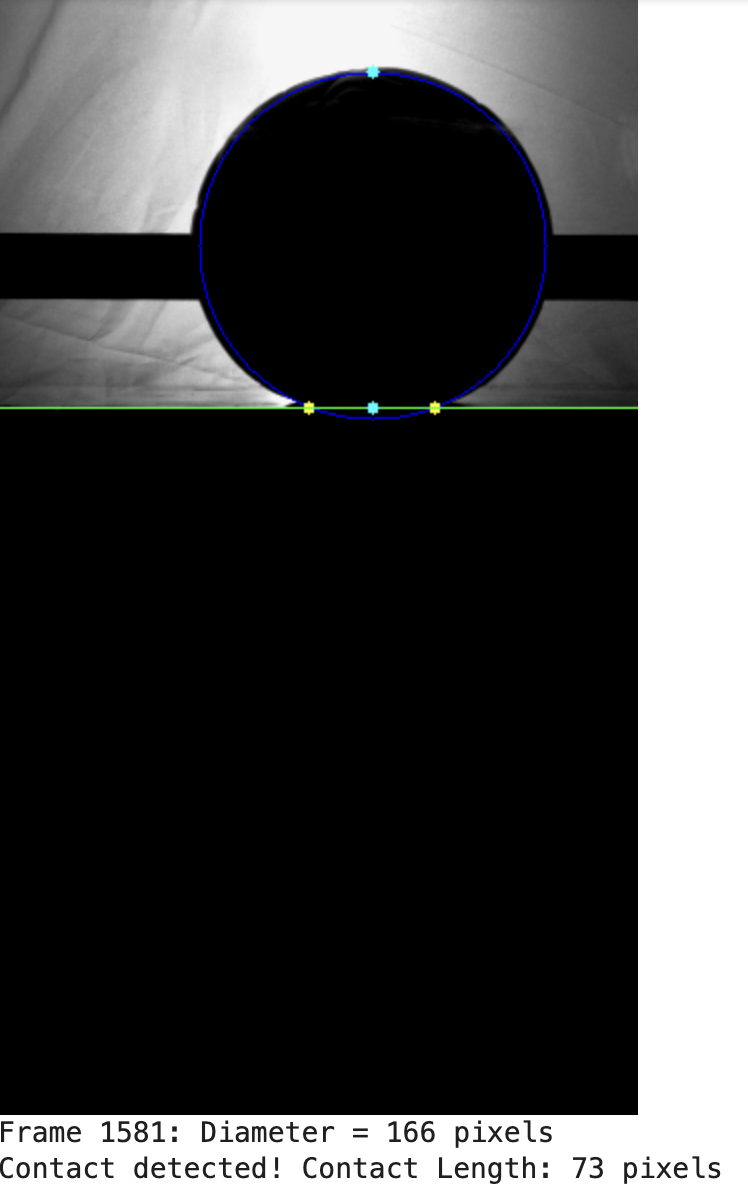 Frame 1581: Diameter = 166 pixels
Contact detected! Contact Length: 73 pixels